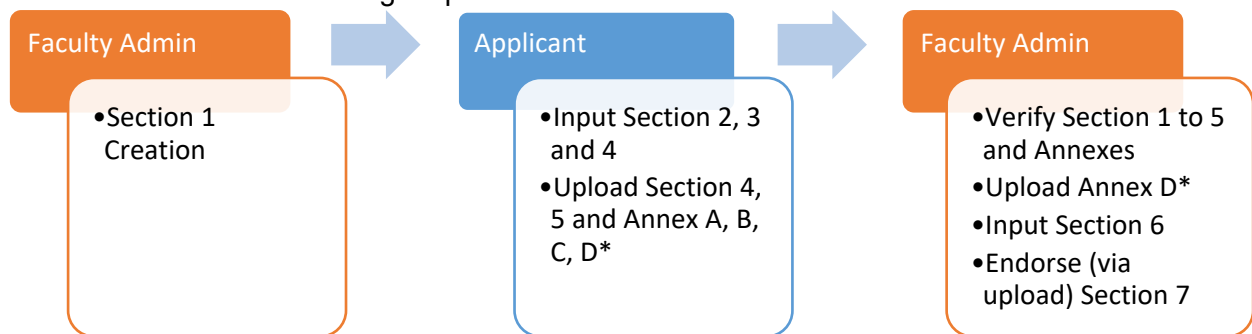 Faculty Admin
•Section 1
Creation
Applicant
•Input Section 2, 3
and 4
•Upload Section 4,
5 and Annex A, B,
C, D*
Faculty Admin
•Verify Section 1 to 5
and Annexes
•Upload Annex D*
•Input Section 6
•Endorse (via
upload) Section 7